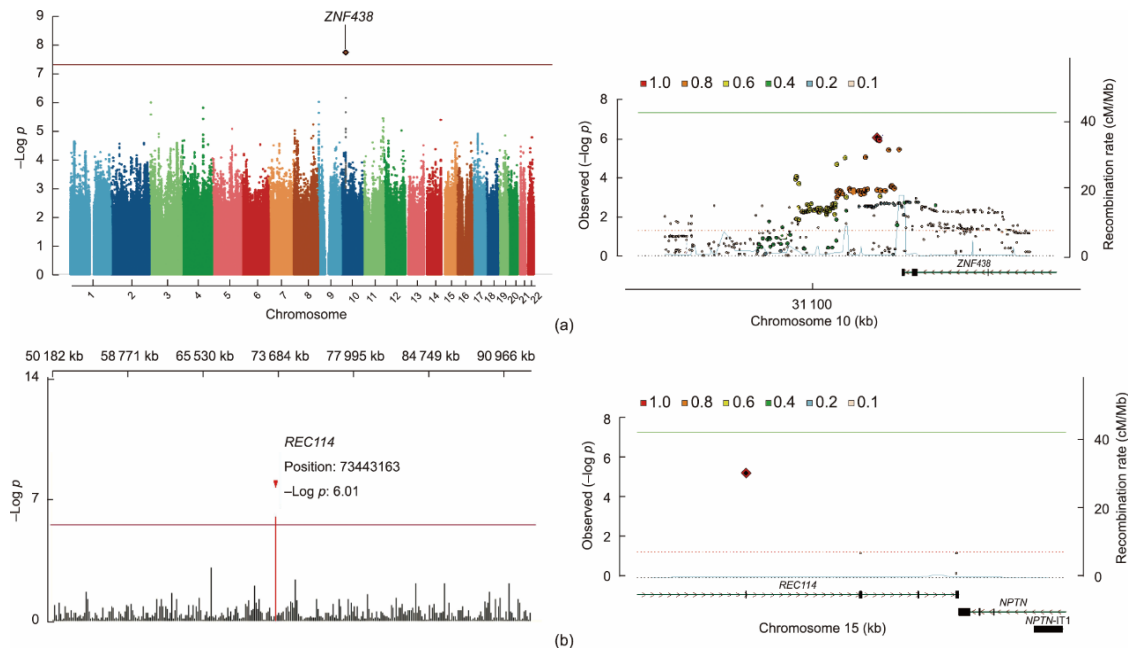 ZNF438
9
8
7
6
5
4
3
2
1
0
–Log p
1 2 3 4 5 6 7 8 9 10 11 12 13 14 15 16 17 18 19 20 21 22
Chromosome
1.0 0.8 0.6 0.4 0.2 0.1
8
6
4
2
0
Observed (–log p)
40
20
0
Recombination rate (cM/Mb)
ZNF438
31 100
Chromosome 10 (kb)
(a)
50 182 kb 58 771 kb 65 530 kb 73 684 kb 77 995 kb 84 749 kb 90 966 kb
14
7
0
–Log p
REC114
Position: 73443163
–Log p: 6.01
1.0 0.8 0.6 0.4 0.2 0.1
8
6
4
2
0
Observed (–log p)
40
20
20
0
Recombination rate (cM/Mb)
REC114
NPTN
NPTN-IT1
Chromosome 15 (kb)
(b)